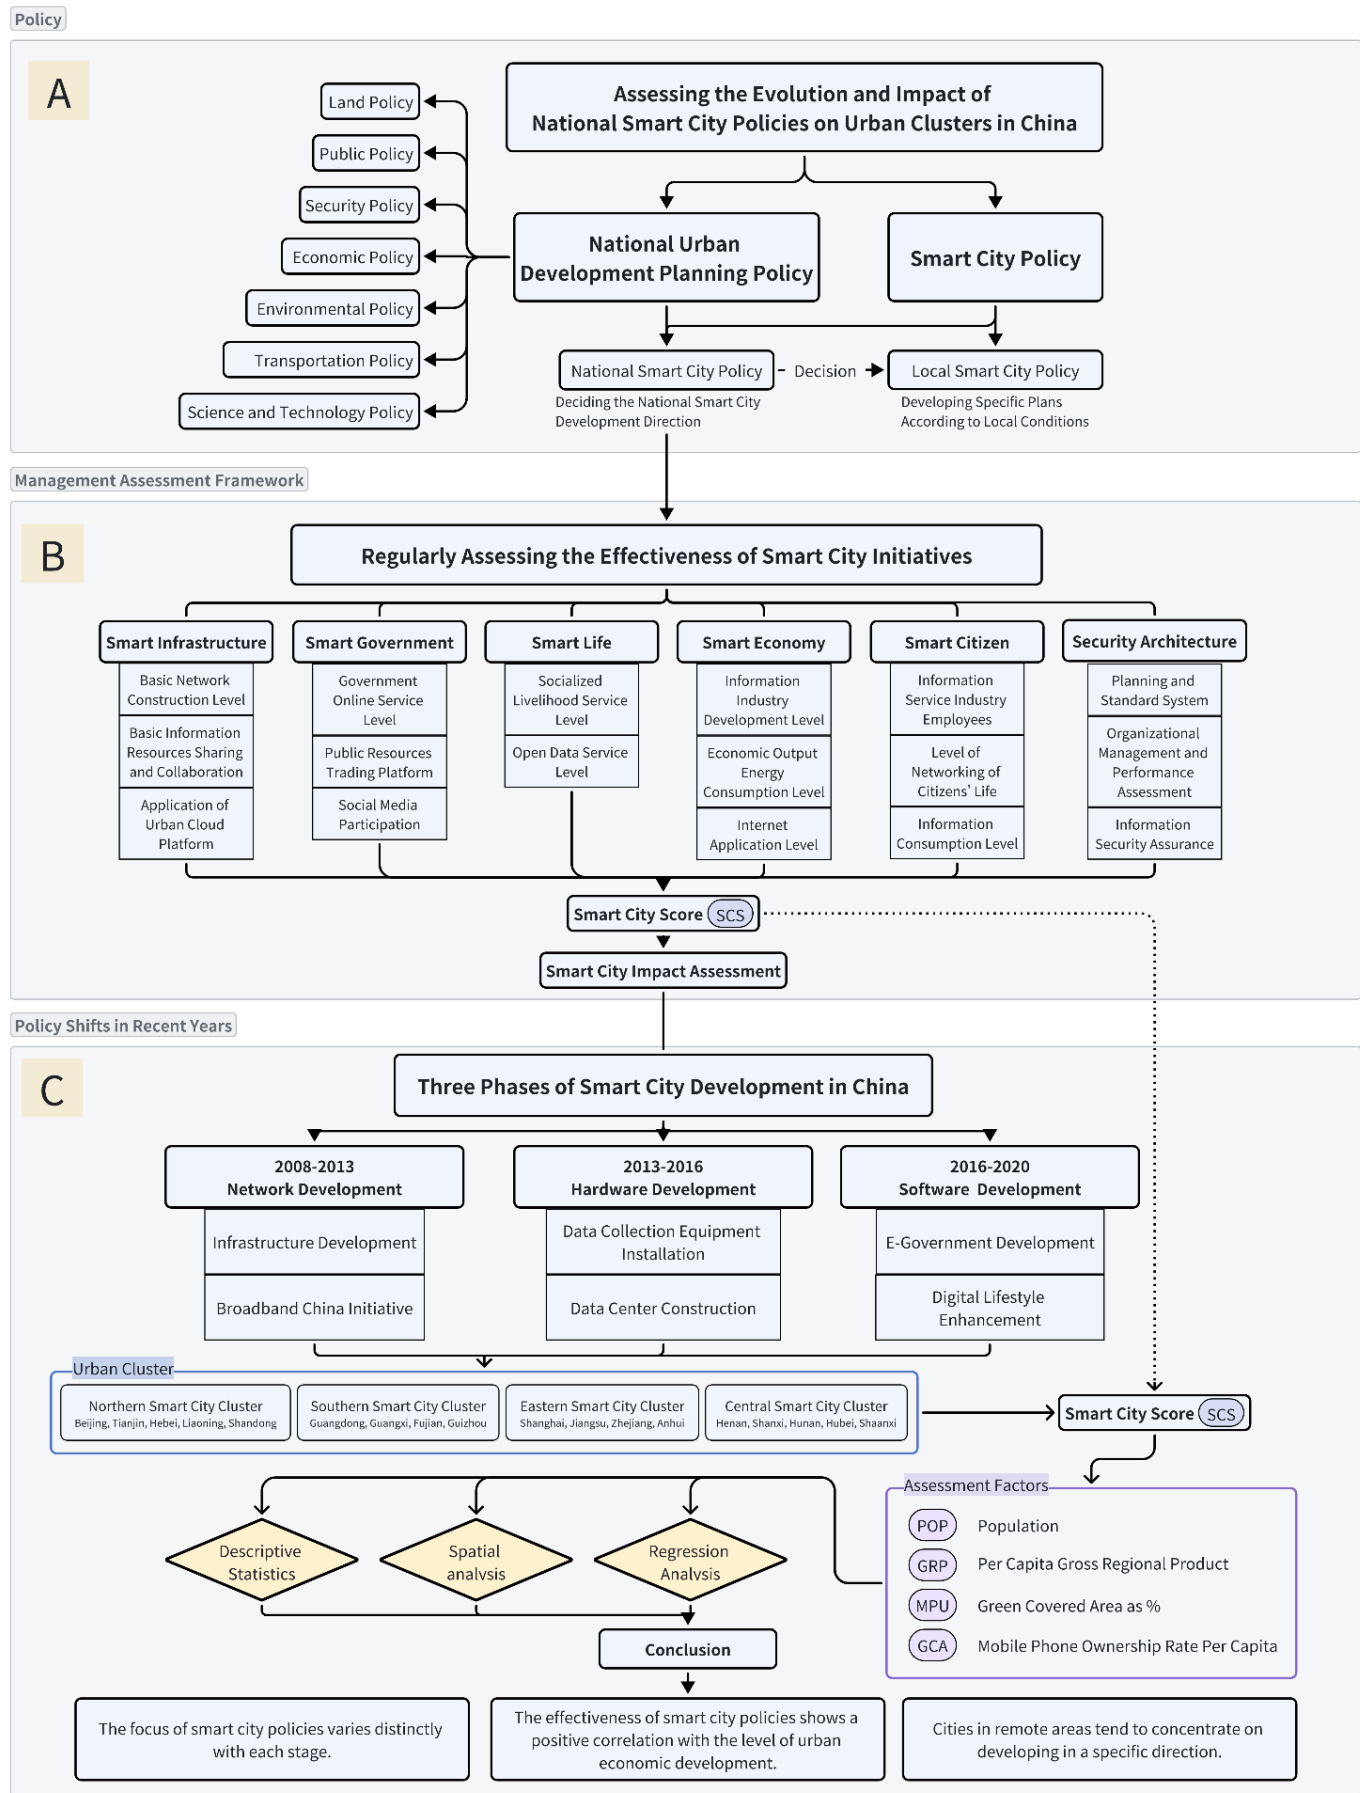 Policy
A
Assessing the Evolution and Impact of
National Smart City Policies on Urban Clusters in China
Land Policy
Public Policy
Security Policy
Economic Policy
Environmental Policy
Transportation Policy
Science and Technology Policy
National Urban
Development Planning Policy
Smart City Policy
National Smart City Policy
Decision
Local Smart City Policy
Deciding the National Smart City
Development Direction
Developing Specific Plans
According to Local Conditions
Management Assessment Framework
B
Regularly Assessing the Effectiveness of Smart City Initiatives
Smart Infrastructure
Basic Network
Construction Level
Basic Information
Resources Sharing
and Collaboration
Application of
Urban Cloud
Platform
Smart Government
Government
Online Service
Level
Public Resources
Trading Platform
Social Media
Participation
Smart Life
Socialized
Livelihood Service
Level
Open Data Service
Level
Smart Economy
Information
Industry
Development Level
Economic Output
Energy
Consumption Level
Internet
Application Level
Smart Citizen
Information
Service Industry
Employees
Level of
Networking of
Citizens' Life
Information
Consumption Level
Security Architecture
Planning and
Standard System
Organizational
Management and
Performance
Assessment
Information
Security Assurance
Smart City Score SCS
Smart City Impact Assessment
Policy Shifts in Recent Years
C
Three Phases of Smart City Development in China
2008-2013
Network Development
Infrastructure Development
Broadband China Initiative
2013-2016
Hardware Development
Data Collection Equipment
Installation
Data Center Construction
2016-2020
Software Development
E-Government Development
Digital Lifestyle
Enhancement
Urban Cluster
Northern Smart City Cluster
Beijing, Tianjin, Hebei, Liaoning, Shandong
Southern Smart City Cluster
Guangdong, Guangxi, Fujian, Guizhou
Eastern Smart City Cluster
Shanghai, Jiangsu, Zhejiang, Anhui
Central Smart City Cluster
Henan, Shanxi, Hunan, Hubei, Shaanxi
Smart City Score SCS
Assessment Factors
POP Population
GRP Per Capita Gross Regional Product
MPU Green Covered Area as %
GCA Mobile Phone Ownership Rate Per Capita
Descriptive
Statistics
Spatial
analysis
Regression
Analysis
Conclusion
The focus of smart city policies varies distinctly
with each stage.
The effectiveness of smart city policies shows a
positive correlation with the level of urban
economic development.
Cities in remote areas tend to concentrate on
developing in a specific direction.